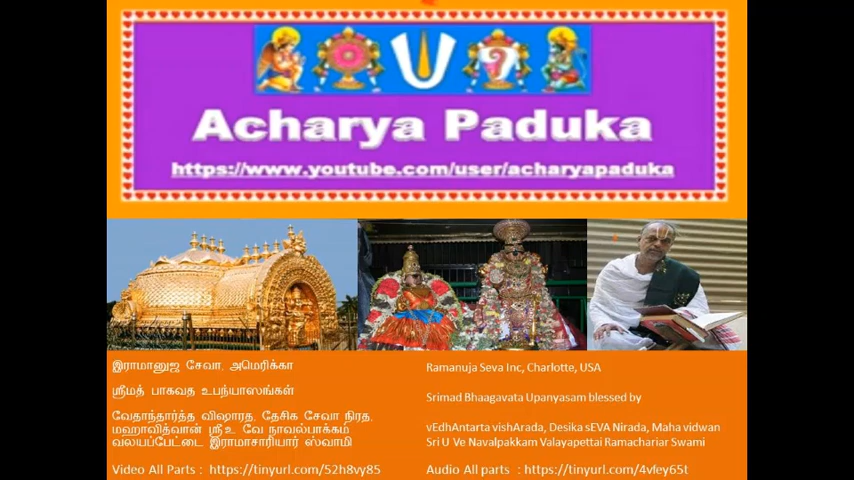 Acharya Paduka
https://www.youtube.com/user/acharyapaduka
இராமானுஜ சேவா, அமெரிக்கா
ஸ்ரீமத் பாகவத உபந்யாஸங்கள்
வேதாந்தார்த்த விஷாரத, தேசிக சேவா நிரத,
மஹாவித்வான் ஸ்ரீ உ வே நாவல்பாக்கம்
வலயப்பேட்டை இராமாசாரியார் ஸ்வாமி
Video All Parts : https://tinyurl.com/52h8vy85
Ramanuja Seva Inc, Charlotte, USA
Srimad Bhaagavata Upanyasam blessed by
vEdhAntarta vishArada, Desika sEVA Nirada, Maha vidwan
Sri U Ve Navalpakkam Valayapettai Ramachariar Swami
Audio All parts : https://tinyurl.com/4vfey65t